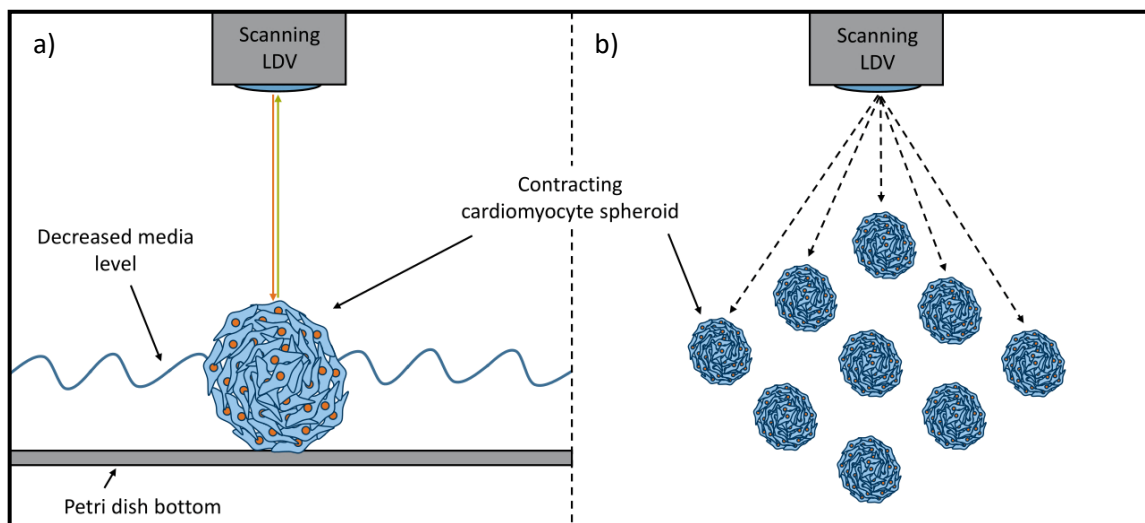 a)
Scanning
LDV
Decreased media
level
Petri dish bottom
Contracting
cardiomyocyte spheroid
b)
Scanning
LDV